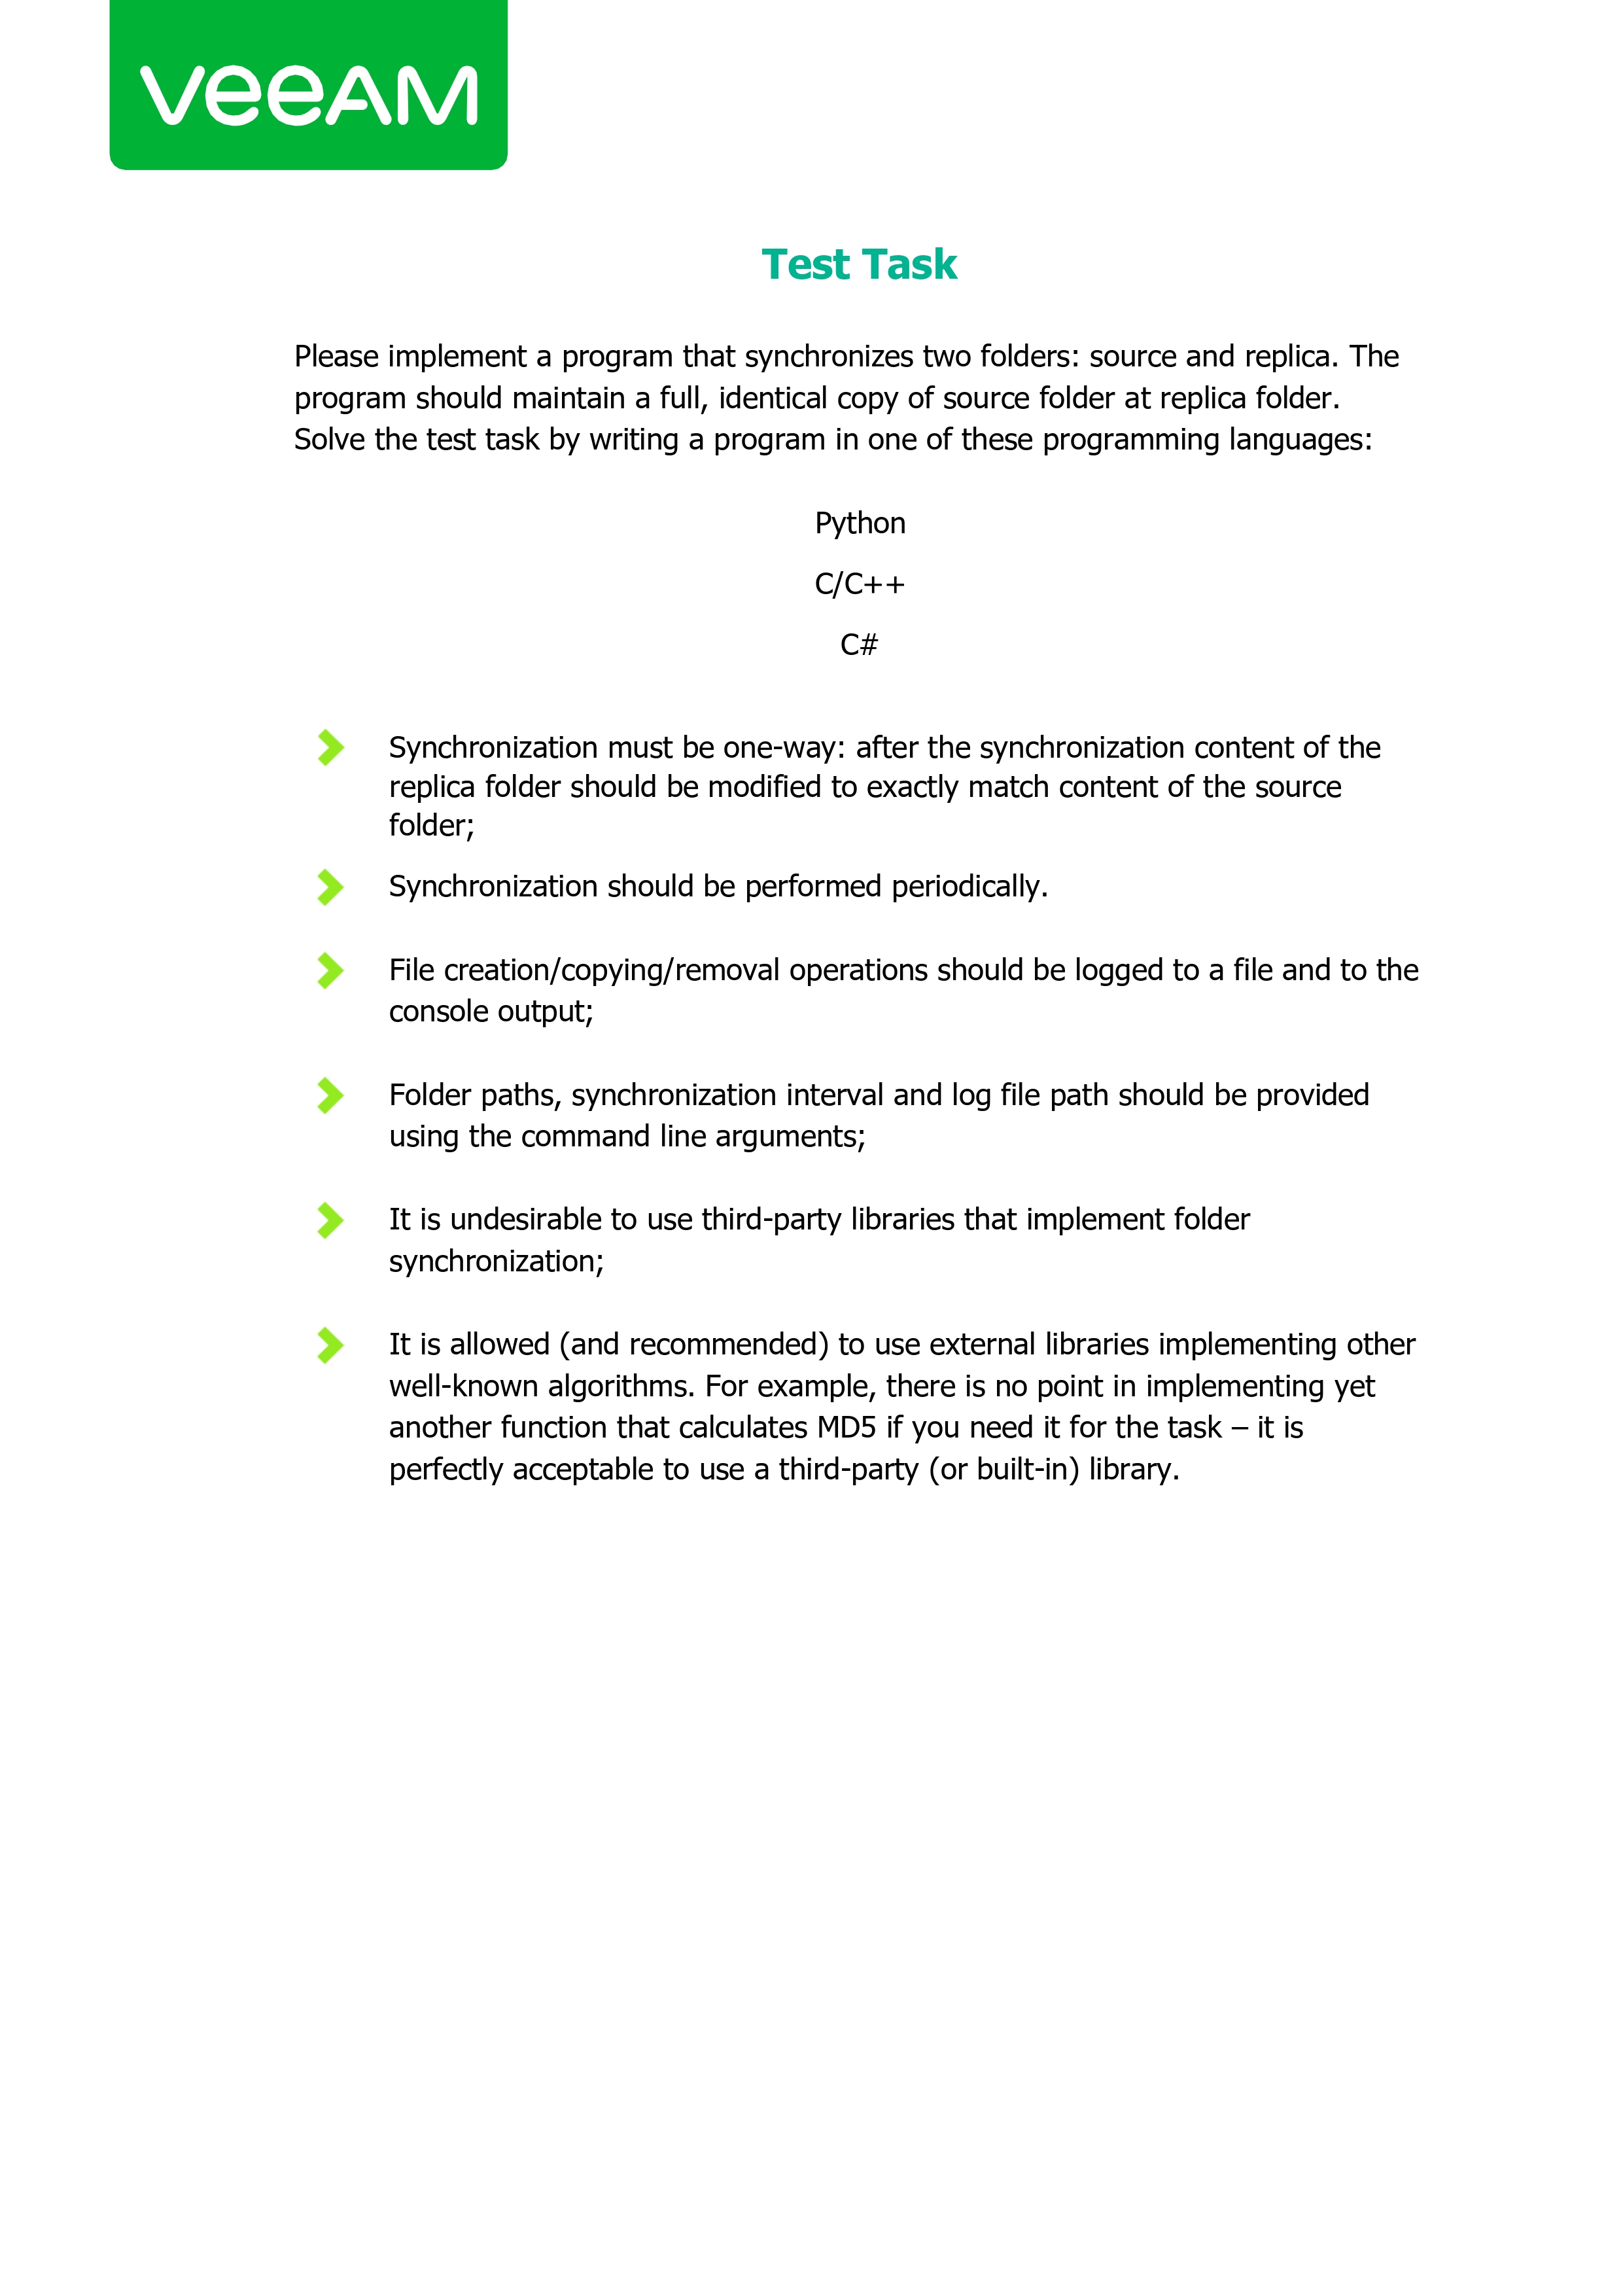 VEEAM
Test Task
Please implement a program that synchronizes two folders: source and replica. The
program should maintain a full, identical copy of source folder at replica folder.
Solve the test task by writing a program in one of these programming languages:
Python
C/C++
C#
Synchronization must be one-way: after the synchronization content of the
replica folder should be modified to exactly match content of the source
folder;
Synchronization should be performed periodically.
File creation/copying/removal operations should be logged to a file and to the
console output;
Folder paths, synchronization interval and log file path should be provided
using the command line arguments;
It is undesirable to use third-party libraries that implement folder
synchronization;
It is allowed (and recommended) to use external libraries implementing other
well-known algorithms. For example, there is no point in implementing yet
another function that calculates MD5 if you need it for the task – it is
perfectly acceptable to use a third-party (or built-in) library.